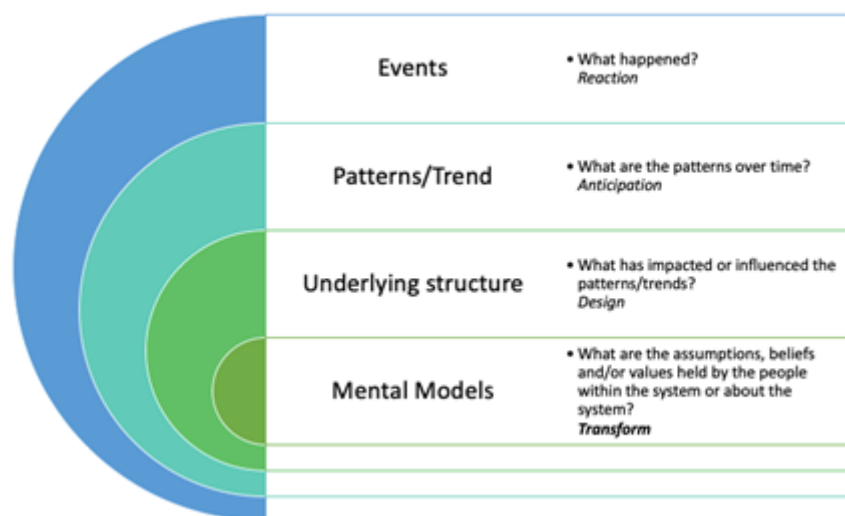 Events
• What happened?
Reaction
Patterns/Trend
• What are the patterns over time?
Anticipation
Underlying structure
• What has impacted or influenced the
patterns/trends?
Design
Mental Models
• What are the assumptions, beliefs
and/or values held by the people
within the system or about the
system?
Transform